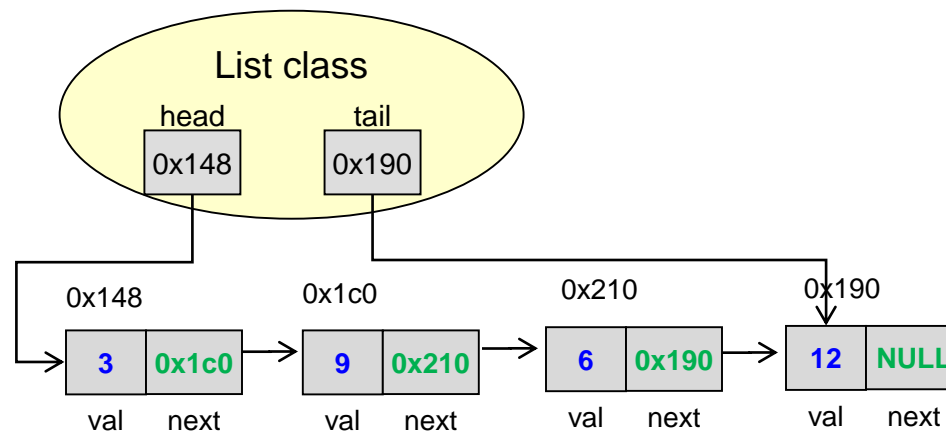 List class
head tail
0x148 0x190
0x148 0x1c0 0x210 0x190
3 0x1c0 9 0x210 6 0x190 12 NULL
val next val next val next val next